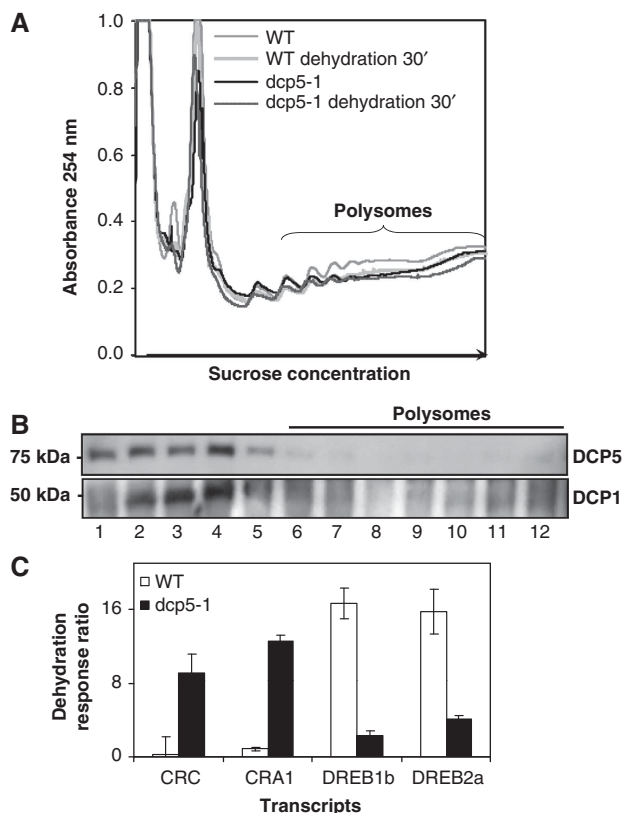 A
1.0
0.8
0.6
0.4
0.2
0.0
Absorbance 254 nm
WT
WT dehydration 30′
dcp5-1
dcp5-1 dehydration 30′
Polysomes
Sucrose concentration
B
Polysomes
75 kDa
DCP5
50 kDa
DCP1
1 2 3 4 5 6 7 8 9 10 11 12
C
WT
dcp5-1
16
8
0
Dehydration
response ratio
CRC CRA1 DREB1b DREB2a
Transcripts